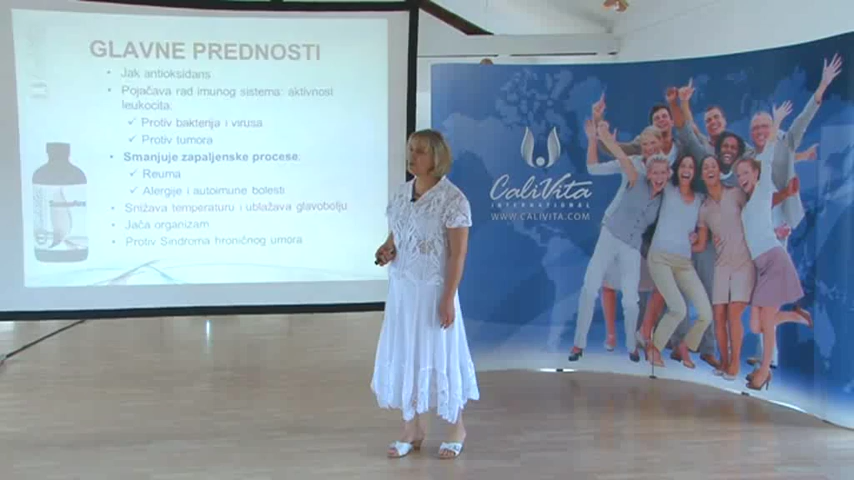 GLAVNE PREDNOSTI
• Jak antioksidans
• Pojačava rad imunog sistema: aktivnost
leukocita:
✓ Protiv bakterija i virusa
✓ Protiv tumora
• Smanjuje zapaljenske procese:
✓ Reuma
✓ Alergije i autoimune bolesti
• Snižava temperaturu i ublažava glavobolju
• Jača organizam
• Protiv Sindroma hroničnog umora
CaliVita
INTERNATIONAL
WWW.CALIVITA.COM